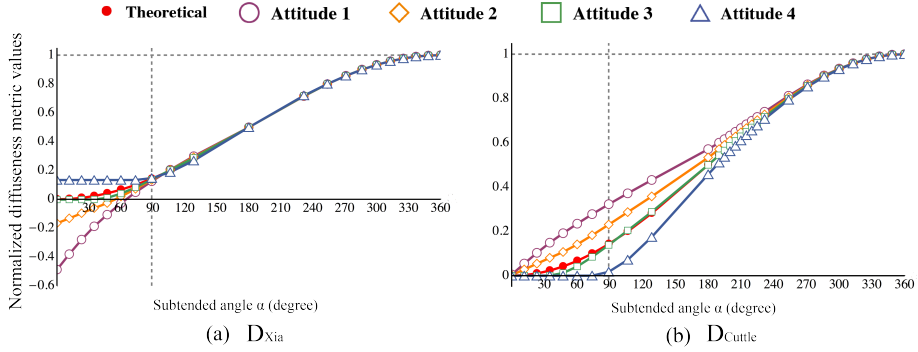 Theoretical Attitude 1 Attitude 2 Attitude 3 Attitude 4
Normalized diffuseness metric values
1
0.8
0.6
0.4
0.2
0
−0.2
−0.4
−0.6
30 60 90 120 150 180 210 240 270 300 330 360
Subtended angle α (degree)
(a) DXia
1
0.8
0.6
0.4
0.2
0
30 60 90 120 150 180 210 240 270 300 330 360
Subtended angle α (degree)
(b) DCuttle